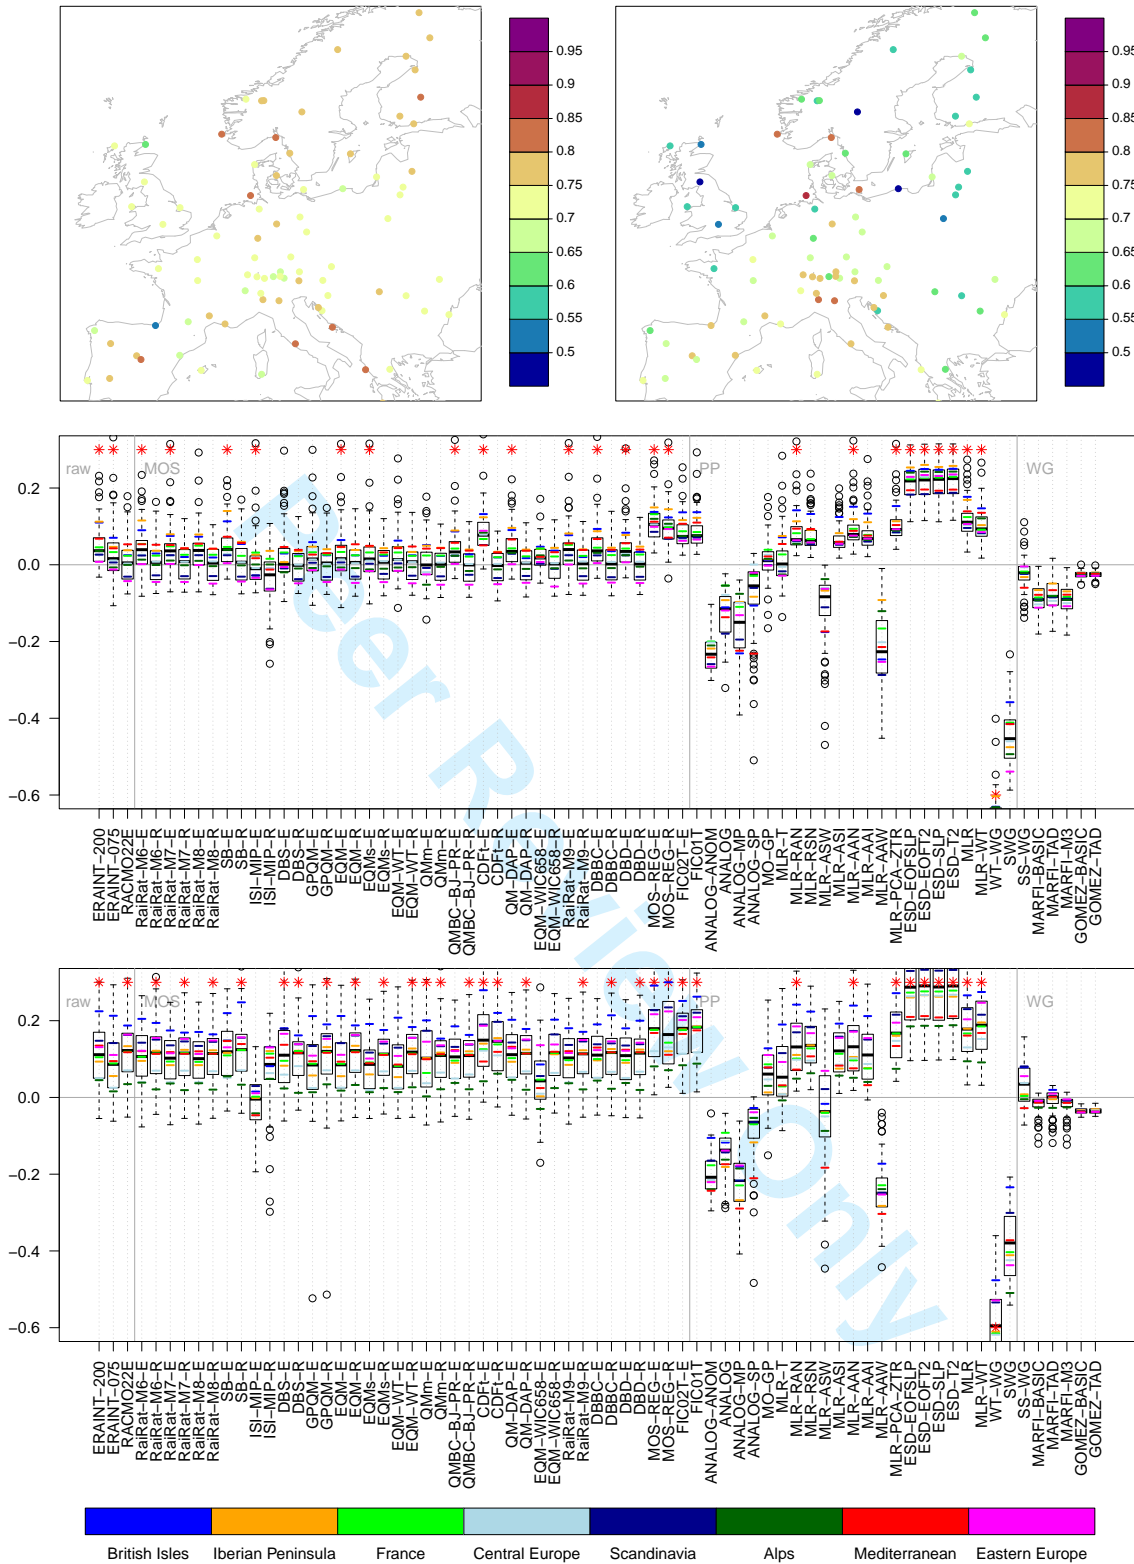 0.95
0.9
0.85
0.8
0.75
0.7
0.65
0.6
0.55
0.5
0.95
0.9
0.85
0.8
0.75
0.7
0.65
0.6
0.55
0.5
raw
MOS
PP
WG
0.2
0.0
−0.2
−0.4
−0.6
ERAINT−200
ERAINT−075
RACMO22E
RaiRat−M6−E
RaiRat−M6−R
RaiRat−M7−E
RaiRat−M7−R
RaiRat−M8−E
RaiRat−M8−R
SB−E
SB−R
ISI−MIP−E
ISI−MIP−R
DBS−E
DBS−R
GPQM−E
GPQM−R
EQM−E
EQM−R
EQMs−E
EQMs−R
EQM−WT−E
EQM−WT−R
QMm−E
QMm−R
QMBC−BJ−PR−E
QMBC−BJ−PR−R
CDFt−E
CDFt−R
QM−DAP−E
QM−DAP−R
EQM−WIC658−E
EQM−WIC658−R
RaiRat−M9−E
RaiRat−M9−R
DBBC−E
DBBC−R
DBD−E
DBD−R
MOS−REG−E
MOS−REG−R
FIC02T−E
FIC01T
ANALOG−ANOM
ANALOG
ANALOG−MP
ANALOG−SP
MO−GP
MLR−T
MLR−RAN
MLR−RSN
MLR−ASW
MLR−ASI
MLR−AAN
MLR−AAI
MLR−AAW
MLR−PCA−ZTR
ESD−EOFSLP
ESD−EOFT2
ESD−SLP
ESD−T2
MLR
MLR−WT
WT−WG
SWG
SS−WG
MARFI−BASIC
MARFI−TAD
MARFI−M3
GOMEZ−BASIC
GOMEZ−TAD
raw
MOS
PP
WG
0.2
0.0
−0.2
−0.4
−0.6
ERAINT−200
ERAINT−075
RACMO22E
RaiRat−M6−E
RaiRat−M6−R
RaiRat−M7−E
RaiRat−M7−R
RaiRat−M8−E
RaiRat−M8−R
SB−E
SB−R
ISI−MIP−E
ISI−MIP−R
DBS−E
DBS−R
GPQM−E
GPQM−R
EQM−E
EQM−R
EQMs−E
EQMs−R
EQM−WT−E
EQM−WT−R
QMm−E
QMm−R
QMBC−BJ−PR−E
QMBC−BJ−PR−R
CDFt−E
CDFt−R
QM−DAP−E
QM−DAP−R
EQM−WIC658−E
EQM−WIC658−R
RaiRat−M9−E
RaiRat−M9−R
DBBC−E
DBBC−R
DBD−E
DBD−R
MOS−REG−E
MOS−REG−R
FIC02T−E
FIC01T
ANALOG−ANOM
ANALOG
ANALOG−MP
ANALOG−SP
MO−GP
MLR−T
MLR−RAN
MLR−RSN
MLR−ASW
MLR−ASI
MLR−AAN
MLR−AAI
MLR−AAW
MLR−PCA−ZTR
ESD−EOFSLP
ESD−EOFT2
ESD−SLP
ESD−T2
MLR
MLR−WT
WT−WG
SWG
SS−WG
MARFI−BASIC
MARFI−TAD
MARFI−M3
GOMEZ−BASIC
GOMEZ−TAD
Peer Review Only
British Isles
Iberian Peninsula
France
Central Europe
Scandinavia
Alps
Mediterranean
Eastern Europe